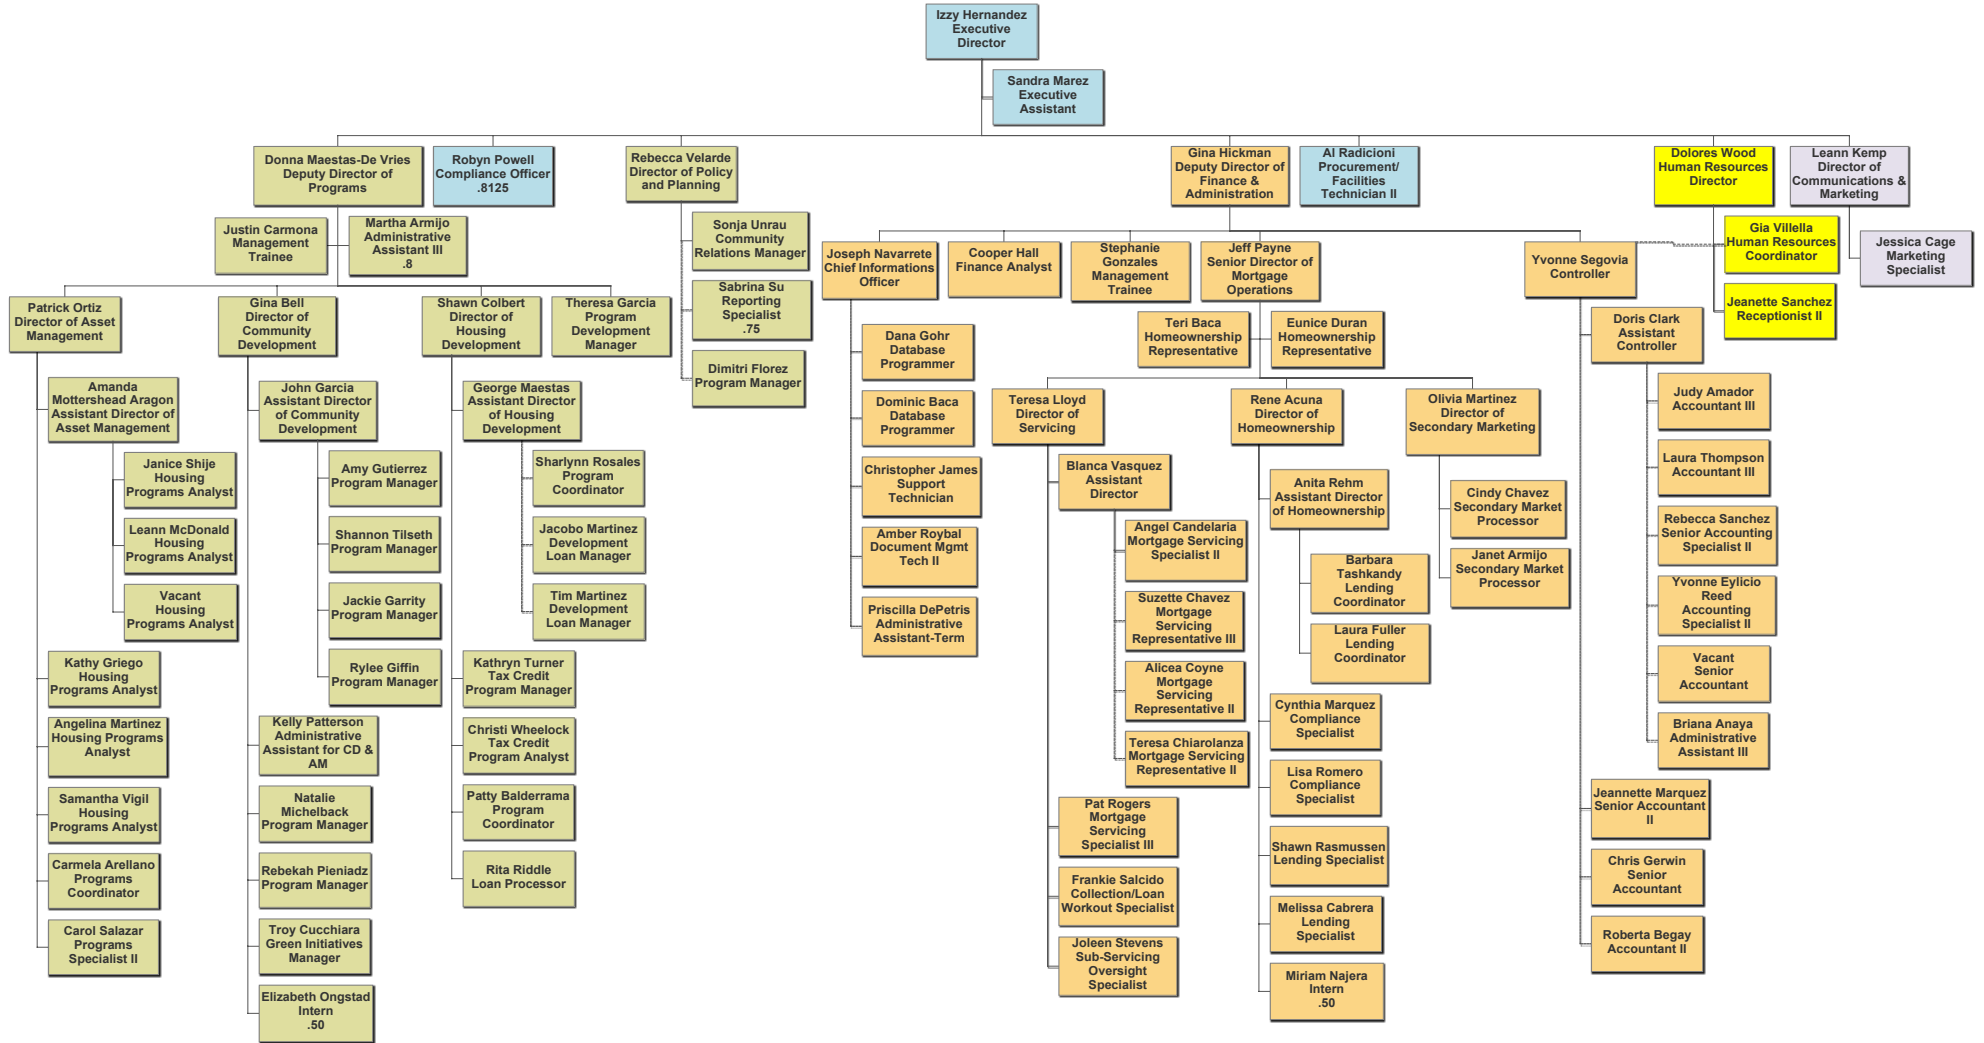 Izzy Hernandez
Executive
Director
Sandra Marez
Executive
Assistant
Donna Maestas-De Vries
Deputy Director of
Programs
Robyn Powell
Compliance Officer
.8125
Rebecca Velarde
Director of Policy
and Planning
Gina Hickman
Deputy Director of
Finance &
Administration
Al Radicioni
Procurement/
Facilities
Technician II
Dolores Wood
Human Resources
Director
Leann Kemp
Director of
Communications &
Marketing
Justin Carmona
Management
Trainee
Martha Armijo
Administrative
Assistant III
.8
Sonja Unrau
Community
Relations Manager
Sabrina Su
Reporting
Specialist
.75
Dimitri Florez
Program Manager
Joseph Navarrete
Chief Informations
Officer
Cooper Hall
Finance Analyst
Stephanie
Gonzales
Management
Trainee
Jeff Payne
Senior Director of
Mortgage
Operations
Yvonne Segovia
Controller
Gia Villella
Human Resources
Coordinator
Jeanette Sanchez
Receptionist II
Jessica Cage
Marketing
Specialist
Patrick Ortiz
Director of Asset
Management
Gina Bell
Director of
Community
Development
Shawn Colbert
Director of
Housing
Development
Theresa Garcia
Program
Development
Manager
Amanda
Mottershead Aragon
Assistant Director of
Asset Management
Janice Shije
Housing
Programs Analyst
Leann McDonald
Housing
Programs Analyst
Vacant
Housing
Programs Analyst
Kathy Griego
Housing
Programs Analyst
Angelina Martinez
Housing Programs
Analyst
Samantha Vigil
Housing
Programs Analyst
Carmela Arellano
Programs
Coordinator
Carol Salazar
Programs
Specialist II
John Garcia
Assistant Director
of Community
Development
Amy Gutierrez
Program Manager
Shannon Tilseth
Program Manager
Jackie Garrity
Program Manager
Rylee Giffin
Program Manager
Kelly Patterson
Administrative
Assistant for CD &
AM
Natalie
Michelback
Program Manager
Rebekah Pieniadz
Program Manager
Troy Cucchiara
Green Initiatives
Manager
Elizabeth Ongstad
Intern
.50
George Maestas
Assistant Director
of Housing
Development
Sharlynn Rosales
Program
Coordinator
Jacobo Martinez
Development
Loan Manager
Tim Martinez
Development
Loan Manager
Kathryn Turner
Tax Credit
Program Manager
Christi Wheelock
Tax Credit
Program Analyst
Patty Balderrama
Program
Coordinator
Rita Riddle
Loan Processor
Dana Gohr
Database
Programmer
Dominic Baca
Database
Programmer
Christopher James
Support
Technician
Amber Roybal
Document Mgmt
Tech II
Priscilla DePetris
Administrative
Assistant-Term
Teri Baca
Homeownership
Representative
Eunice Duran
Homeownership
Representative
Teresa Lloyd
Director of
Servicing
Rene Acuna
Director of
Homeownership
Olivia Martinez
Director of
Secondary Marketing
Blanca Vasquez
Assistant
Director
Angel Candelaria
Mortgage Servicing
Specialist II
Suzette Chavez
Mortgage
Servicing
Representative III
Alicea Coyne
Mortgage
Servicing
Representative II
Teresa Chiarolanza
Mortgage Servicing
Representative II
Pat Rogers
Mortgage
Servicing
Specialist III
Frankie Salcido
Collection/Loan
Workout Specialist
Joleen Stevens
Sub-Servicing
Oversight
Specialist
Anita Rehm
Assistant Director
of Homeownership
Barbara
Tashkandy
Lending
Coordinator
Laura Fuller
Lending
Coordinator
Cynthia Marquez
Compliance
Specialist
Lisa Romero
Compliance
Specialist
Shawn Rasmussen
Lending Specialist
Melissa Cabrera
Lending
Specialist
Miriam Najera
Intern
.50
Cindy Chavez
Secondary Market
Processor
Janet Armijo
Secondary Market
Processor
Doris Clark
Assistant
Controller
Judy Amador
Accountant III
Laura Thompson
Accountant III
Rebecca Sanchez
Senior Accounting
Specialist II
Yvonne Eylicio
Reed
Accounting
Specialist II
Vacant
Senior
Accountant
Briana Anaya
Administrative
Assistant III
Jeannette Marquez
Senior Accountant
II
Chris Gerwin
Senior
Accountant
Roberta Begay
Accountant II